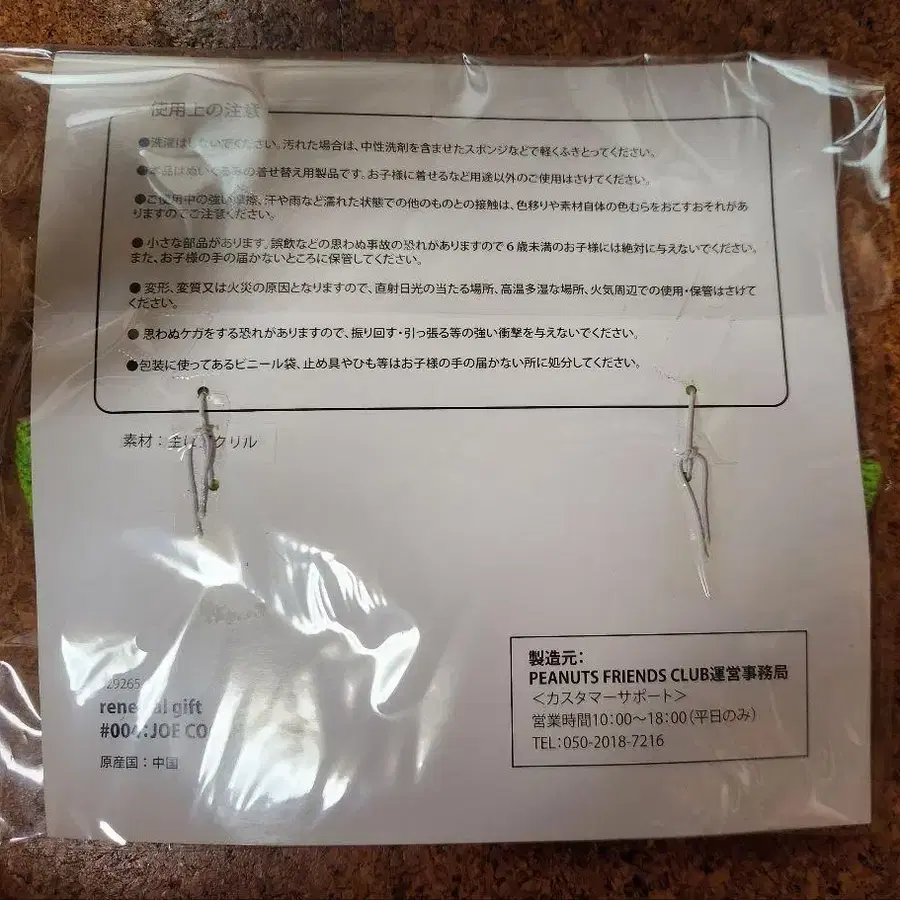 使用上の注意
●洗濯はしないでください。汚れた場合は、中性洗剤を含ませたスポンジなどで軽くふきとってください。
●本品はぬいぐるみの着せ替え用製品です。お子様に着せるなど用途以外のご使用はさけてください。
●ご使用中の強い摩擦、汗や雨など濡れた状態での他のものとの接触は、色移りや素材自体の色むらをおこすおそれがあ
りますのでご注意ください。
● 小さな部品があります。誤飲などの思わぬ事故の恐れがありますので6歳未満のお子様には絶対に与えないでください。
また、お子様の手の届かないところに保管してください。
● 変形、変質又は火災の原因となりますので、直射日光の当たる場所、高温多湿な場所、火気周辺での使用・保管はさけて
ください。
● 思わぬケガをする恐れがありますので、振り回す・引っ張る等の強い衝撃を与えないでください。
●包装に使ってあるビニール袋、止め具やひも等はお子様の手の届かない所に処分してください。
素材：主に クリル
29265
gift
#004:JOE
原産国：中国
製造元：
PEANUTS FRIENDS CLUB運営事務局
＜カスタマーサポート＞
営業時間10：00～18：00（平日のみ）
TEL：050-2018-7216